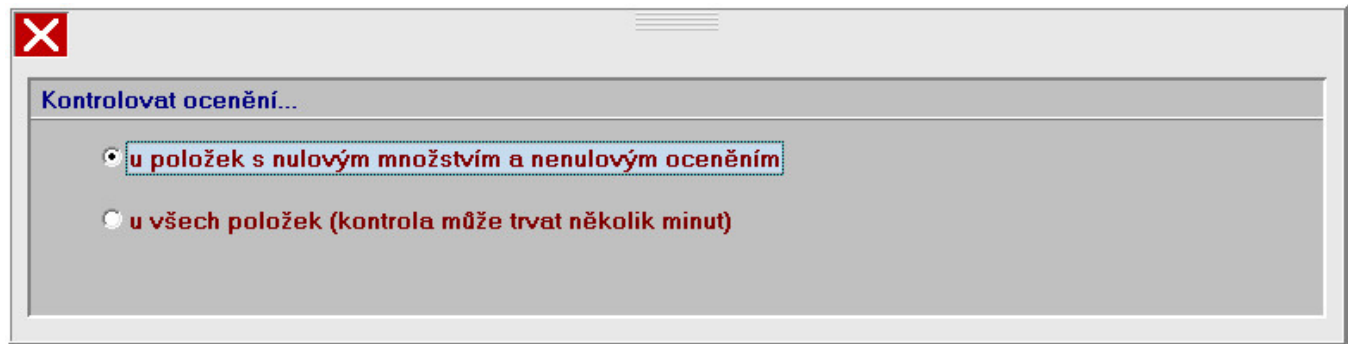 Kontrolovat ocenění...
u položek s nulovým množstvím a nenulovým oceněním
u všech položek (kontrola může trvat několik minut)